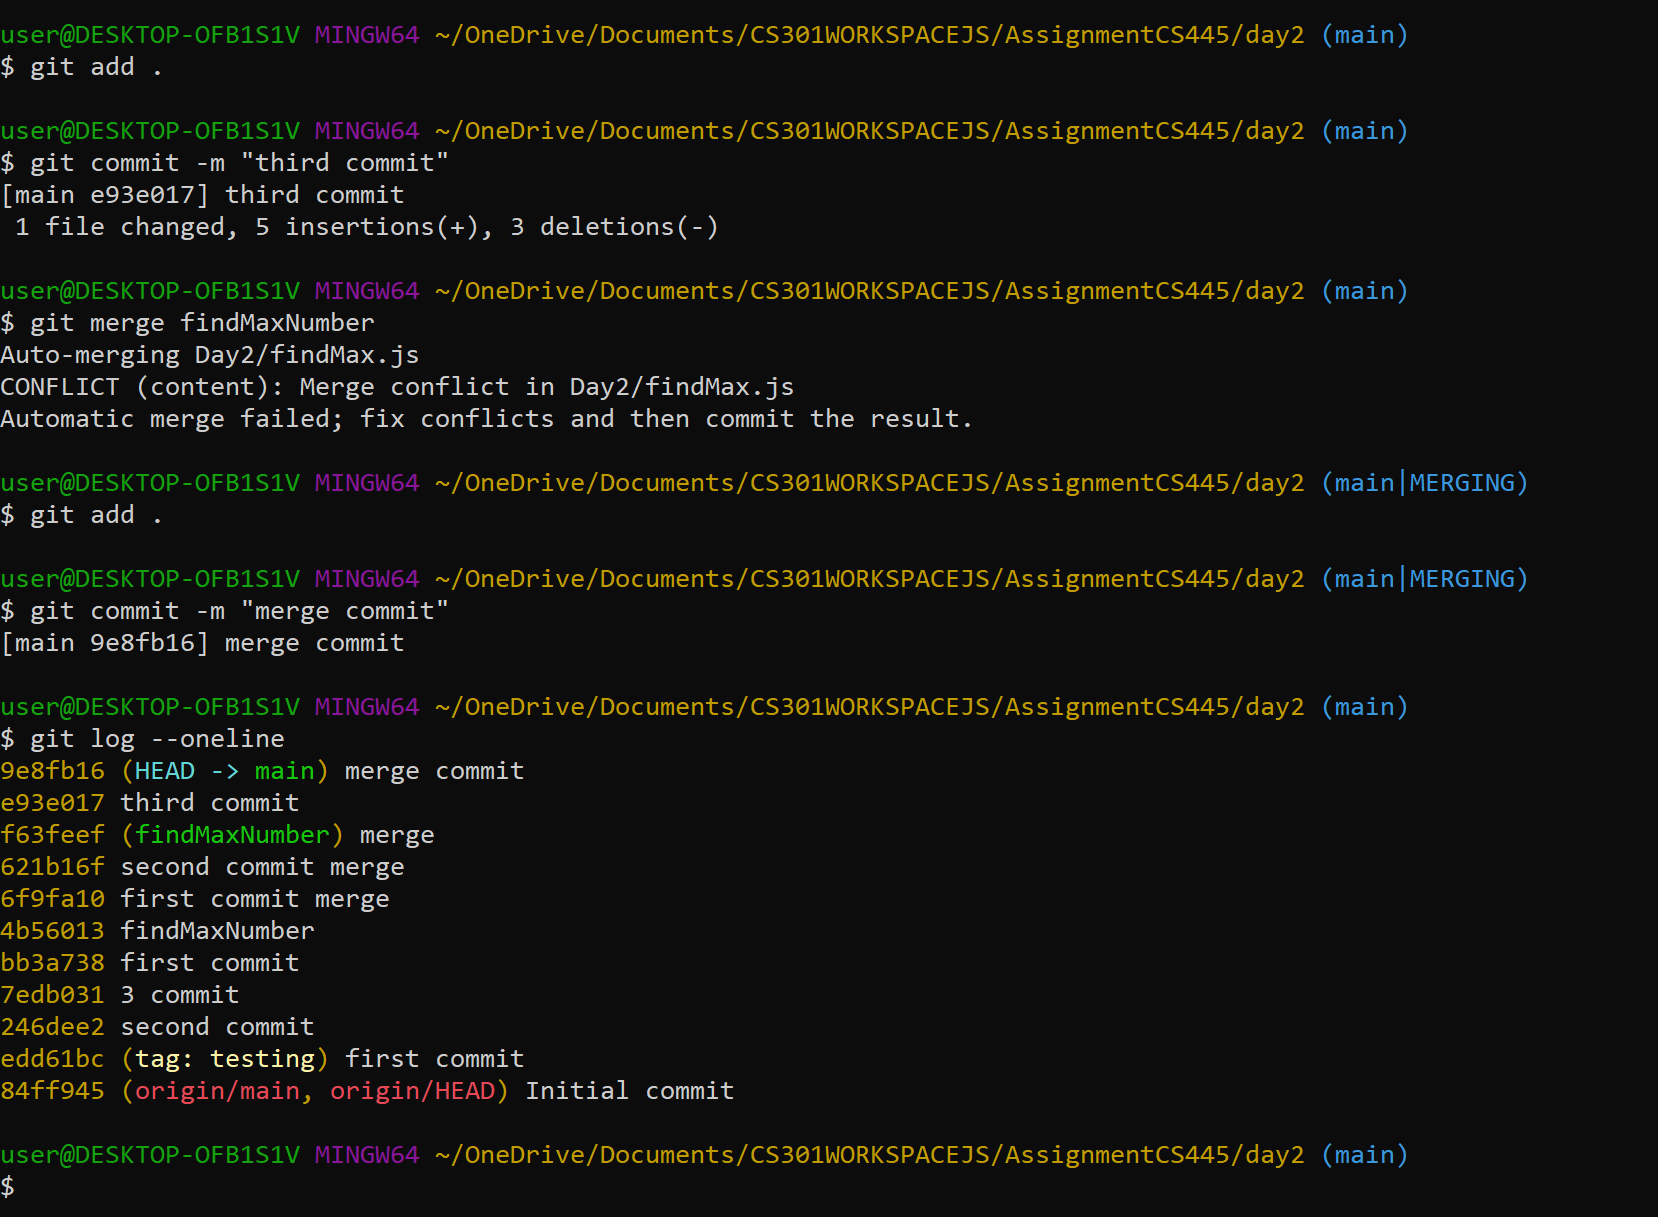 user@DESKTOP-OFB1S1V MINGW64 ~/OneDrive/Documents/CS301WORKSPACEJS/AssignmentCS445/day2 (main)
$ git add .
user@DESKTOP-OFB1S1V MINGW64 ~/OneDrive/Documents/CS301WORKSPACEJS/AssignmentCS445/day2 (main)
$ git commit -m "third commit"
[main e93e017] third commit
 1 file changed, 5 insertions(+), 3 deletions(-)
user@DESKTOP-OFB1S1V MINGW64 ~/OneDrive/Documents/CS301WORKSPACEJS/AssignmentCS445/day2 (main)
$ git merge findMaxNumber
Auto-merging Day2/findMax.js
CONFLICT (content): Merge conflict in Day2/findMax.js
Automatic merge failed; fix conflicts and then commit the result.
user@DESKTOP-OFB1S1V MINGW64 ~/OneDrive/Documents/CS301WORKSPACEJS/AssignmentCS445/day2 (main|MERGING)
$ git add .
user@DESKTOP-OFB1S1V MINGW64 ~/OneDrive/Documents/CS301WORKSPACEJS/AssignmentCS445/day2 (main|MERGING)
$ git commit -m "merge commit"
[main 9e8fb16] merge commit
user@DESKTOP-OFB1S1V MINGW64 ~/OneDrive/Documents/CS301WORKSPACEJS/AssignmentCS445/day2 (main)
$ git log --oneline
9e8fb16 (HEAD -> main) merge commit
e93e017 third commit
f63feef (findMaxNumber) merge
621b16f second commit merge
6f9fa10 first commit merge
4b56013 findMaxNumber
bb3a738 first commit
7edb031 3 commit
246dee2 second commit
edd61bc (tag: testing) first commit
84ff945 (origin/main, origin/HEAD) Initial commit
user@DESKTOP-OFB1S1V MINGW64 ~/OneDrive/Documents/CS301WORKSPACEJS/AssignmentCS445/day2 (main)
$